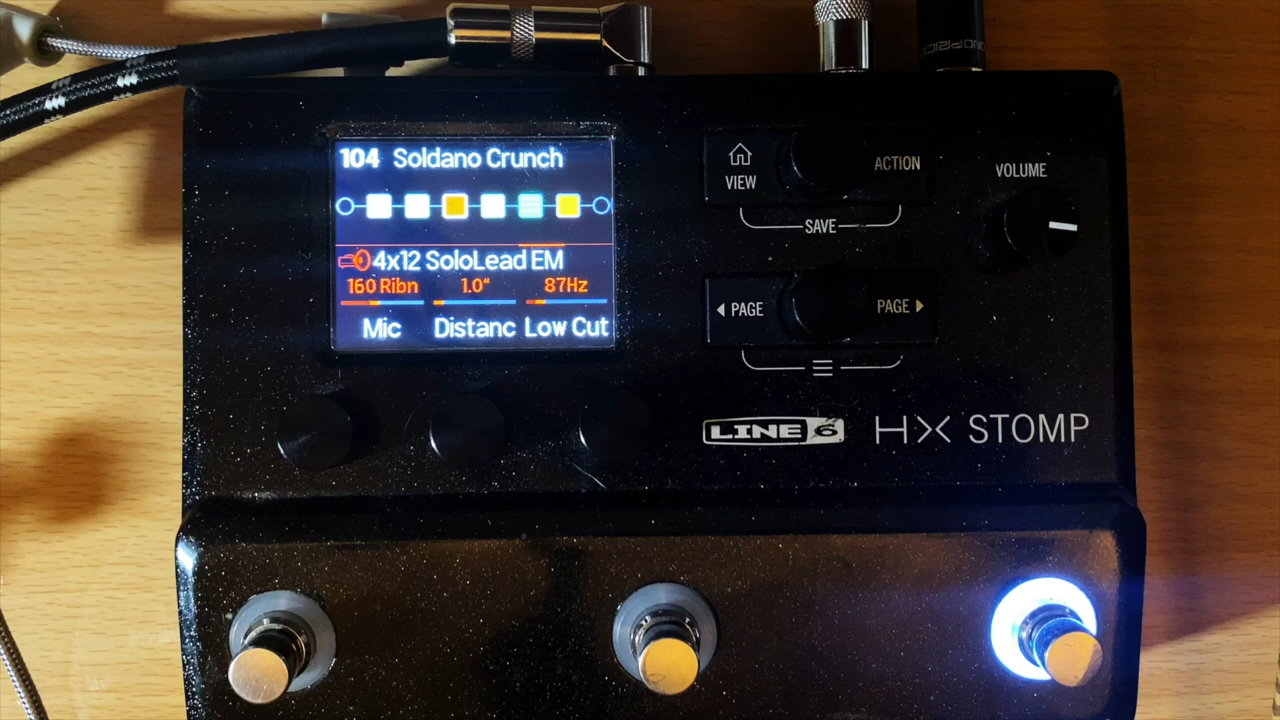 MONOPRICE
104 Soldano Crunch
4x12 SoloLead EM
160 Ribn 1.0" 87Hz
Mic Distanc Low Cut
VIEW ACTION
SAVE
VOLUME
PAGE PAGE
LINE 6 HX STOMP